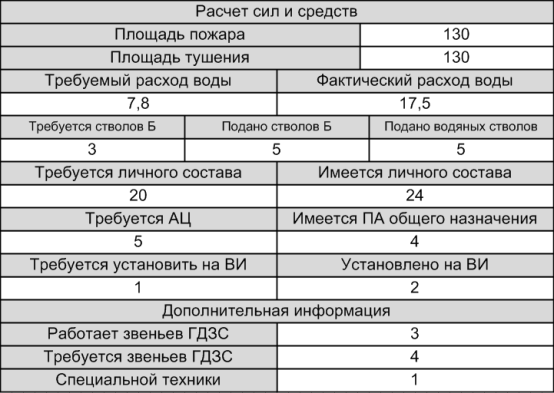 Расчет сил и средств
Площадь пожара 130
Площадь тушения 130
Требуемый расход воды Фактический расход воды
7,8 17,5
Требуется стволов Б Подано стволов Б Подано водяных стволов
3 5 5
Требуется личного состава Имеется личного состава
20 24
Требуется АЦ Имеется ПА общего назначения
5 4
Требуется установить на ВИ Установлено на ВИ
1 2
Дополнительная информация
Работает звеньев ГДЗС 3
Требуется звеньев ГДЗС 4
Специальной техники 1